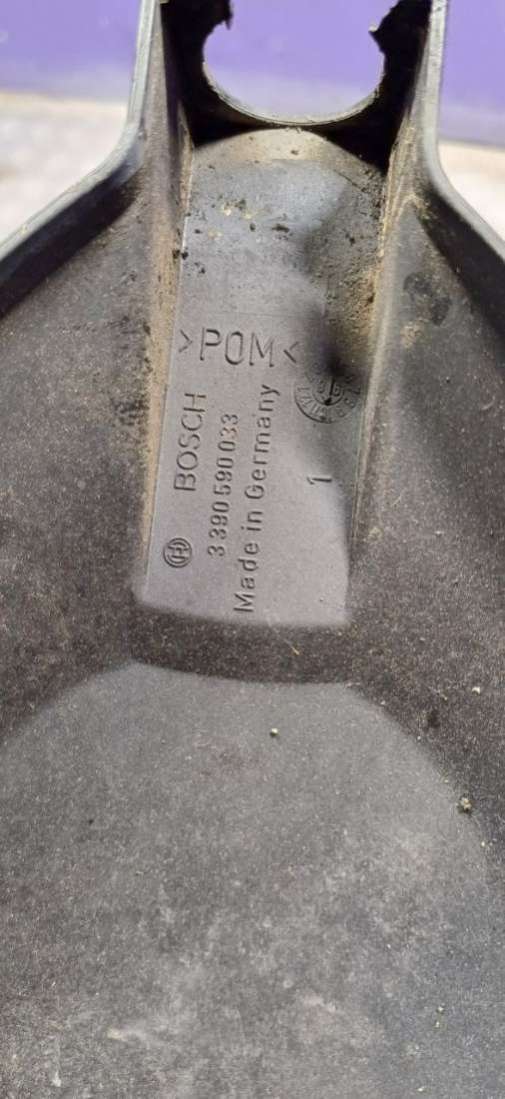 >POM<
BOSCH
3 390 590 033
Made in Germany
1